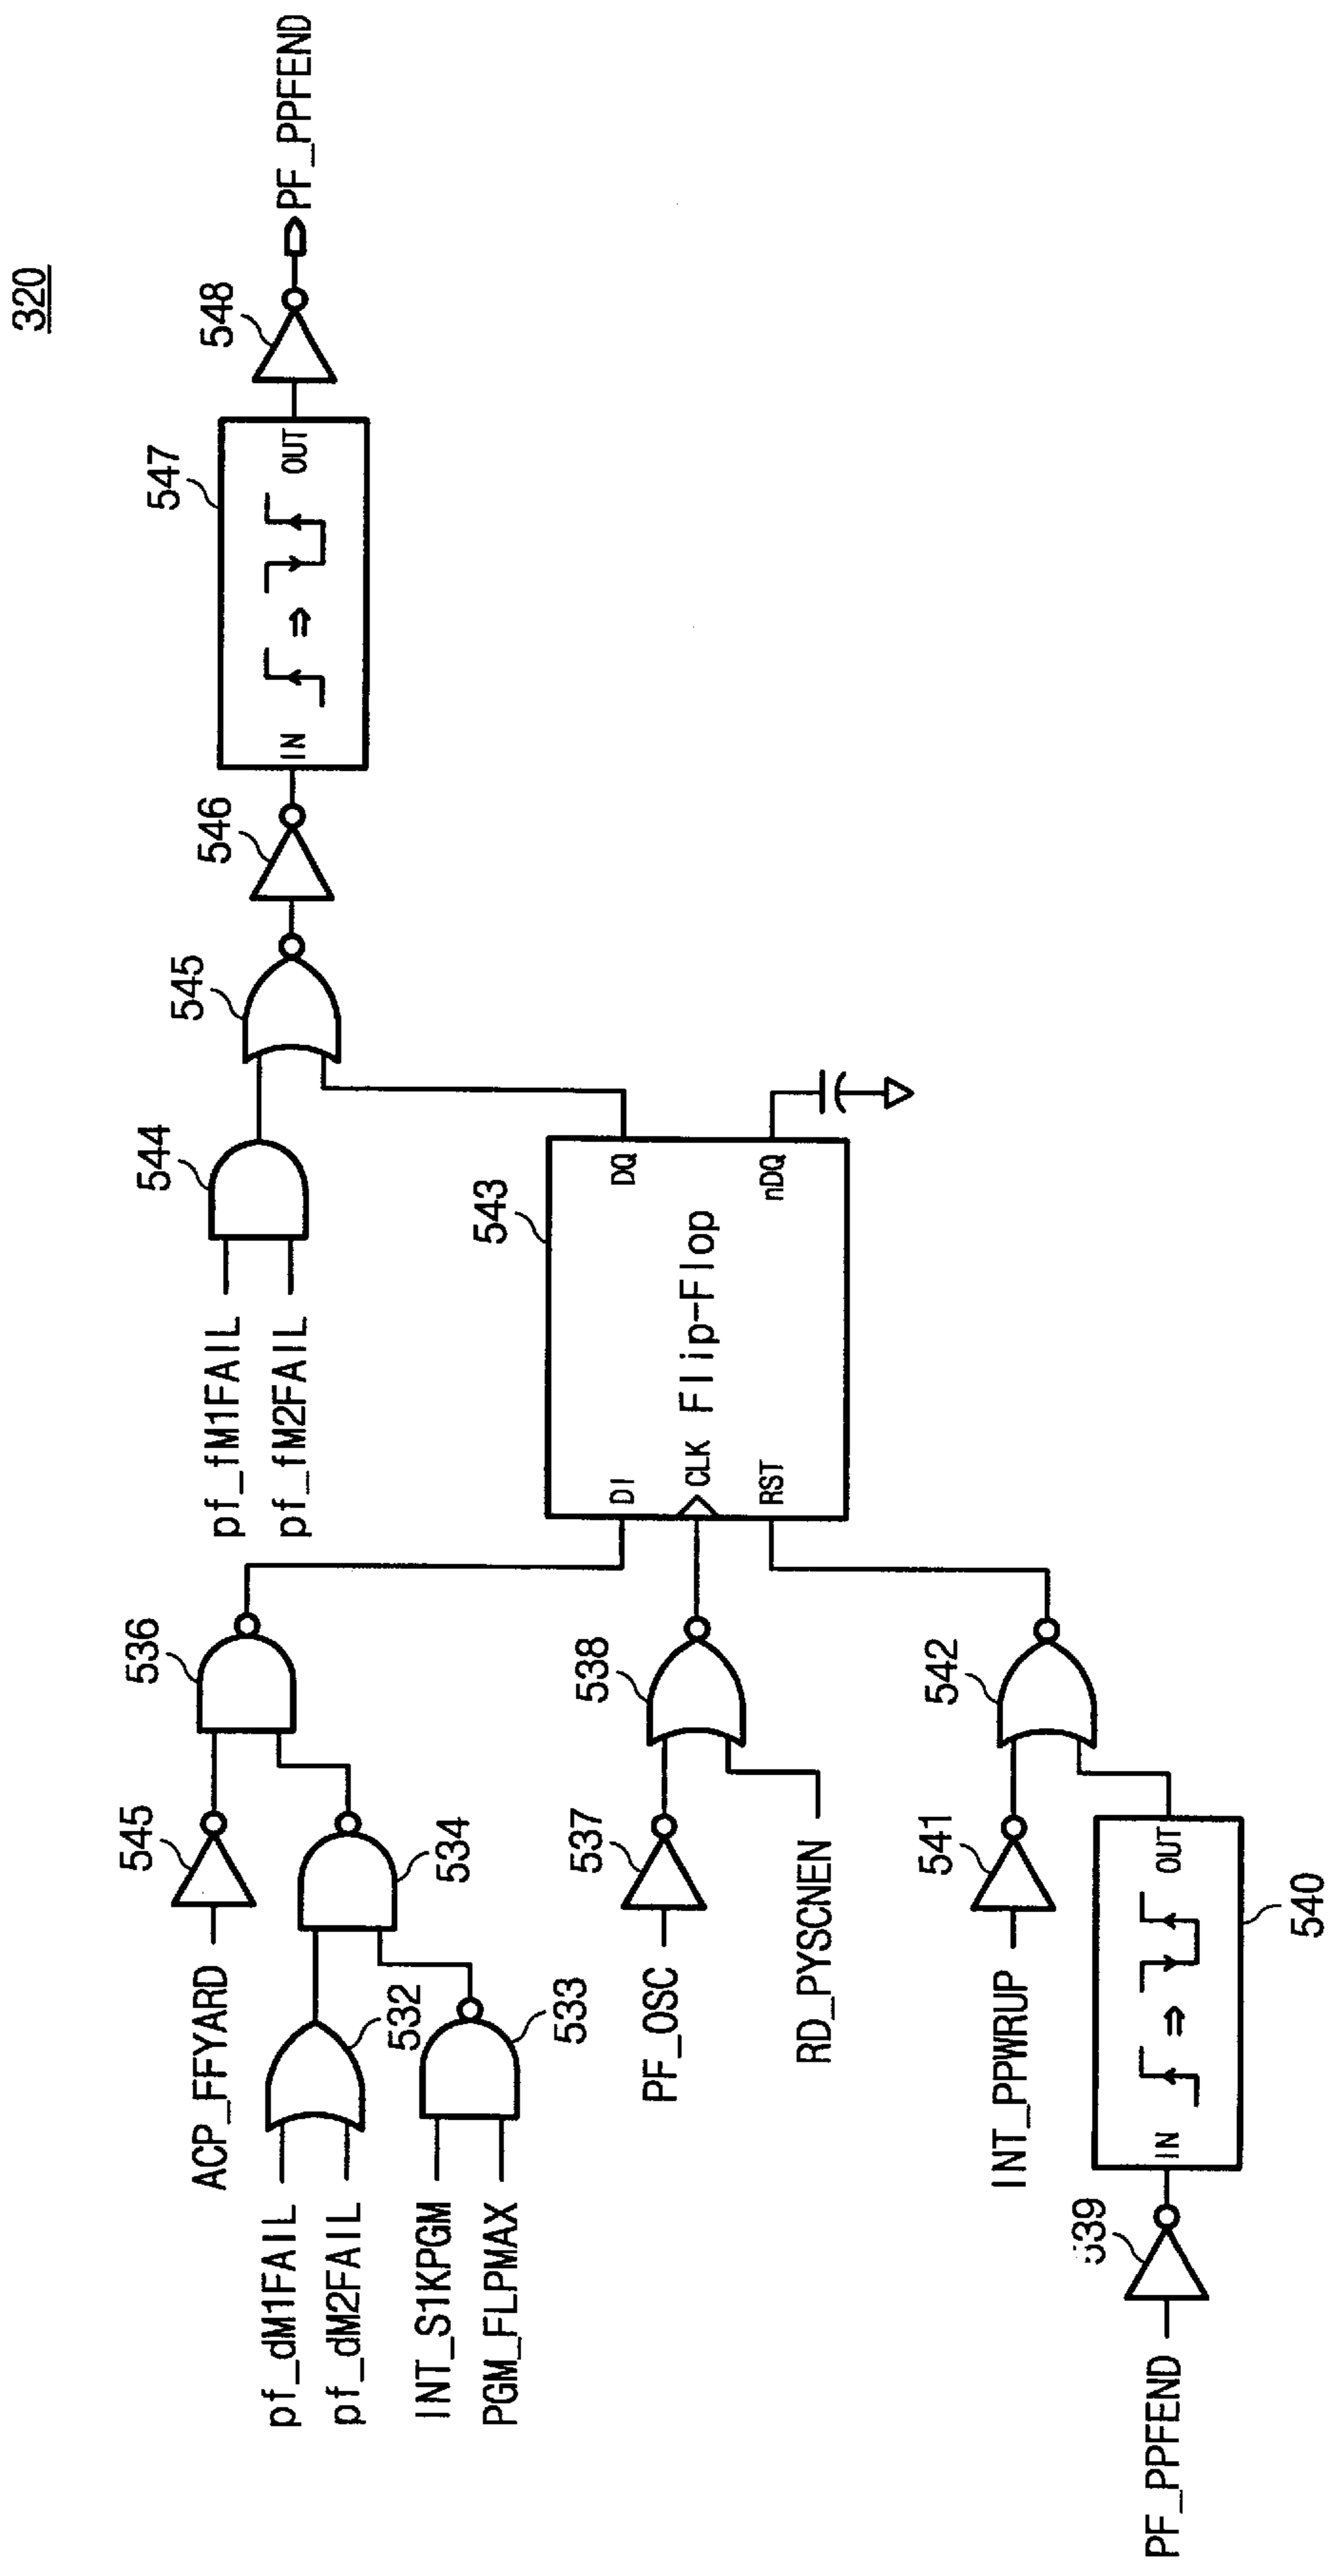 320
548
PF_PPFEND
547
IN
OUT
546
545
544
pf_fM1FAIL
pf_fM2FAIL
543
DI
DQ
CLK
Flip-Flop
RST
nDQ
536
545
ACP_FFYARD
534
532
pf_dM1FAIL
pf_dM2FAIL
533
INT_S1KPGM
PGM_FLPMAX
538
537
PF_OSC
RD_PYSCNEN
542
541
INT_PPWRUP
IN
OUT
540
539
PF_PPFEND